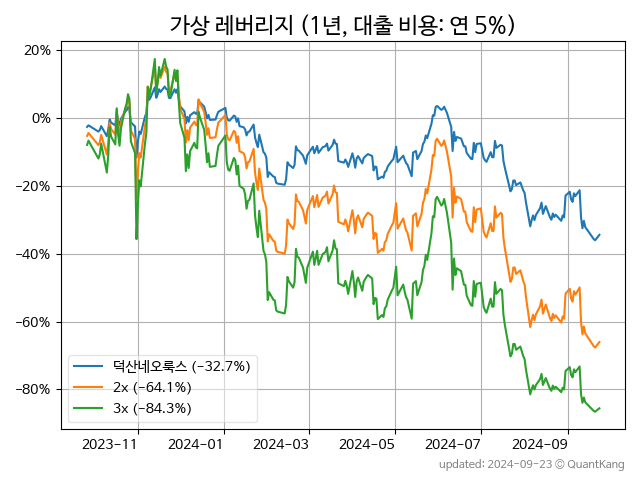 가상 레버리지 (1년, 대출 비용: 연 5%)
20%
0%
−20%
−40%
−60%
−80%
덕산네오룩스 (−32.7%)
2x (−64.1%)
3x (−84.3%)
2023-11 2024-01 2024-03 2024-05 2024-07 2024-09
updated: 2024-09-23 © QuantKang